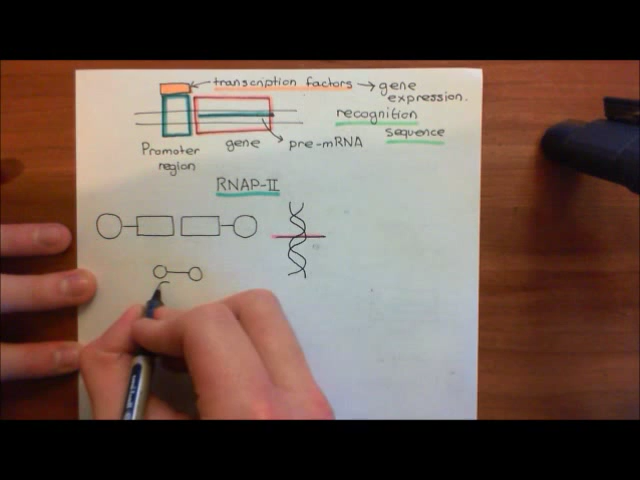 transcription factors → gene
expression.
recognition
sequence
Promoter
region
gene
pre-mRNA
RNAP-II